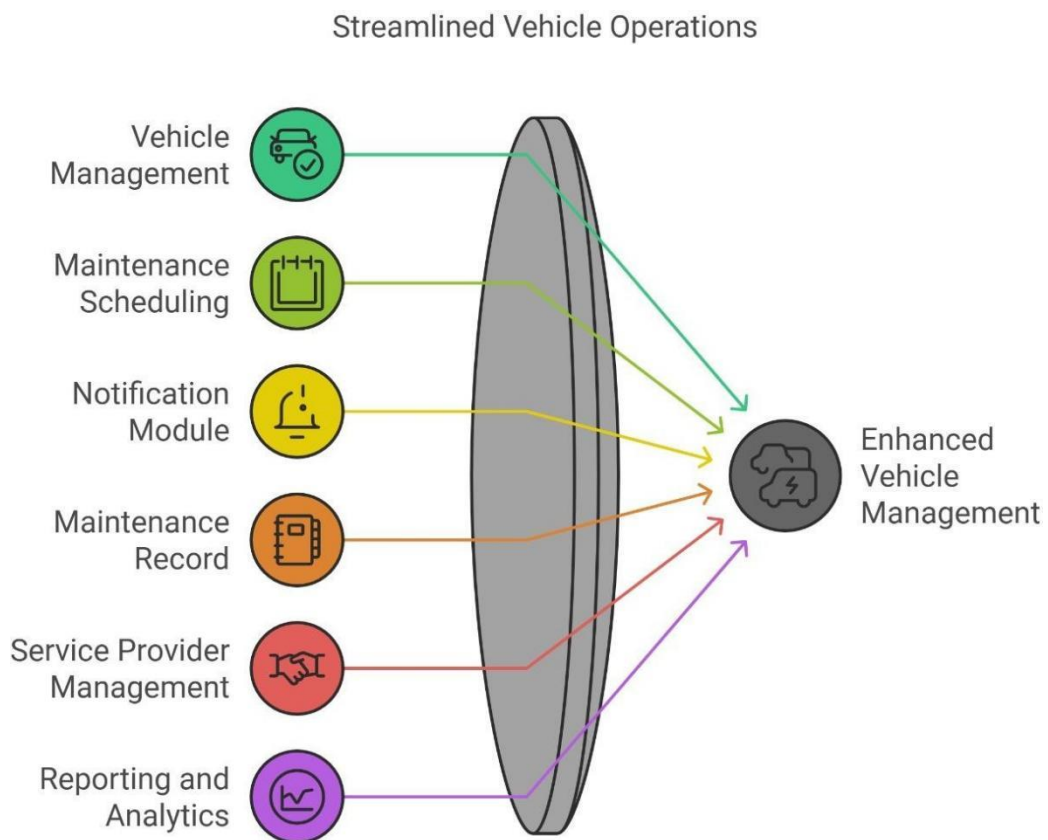 Streamlined Vehicle Operations
Vehicle
Management
Maintenance
Scheduling
Notification
Module
Maintenance
Record
Service Provider
Management
Reporting and
Analytics
Enhanced
Vehicle
Management